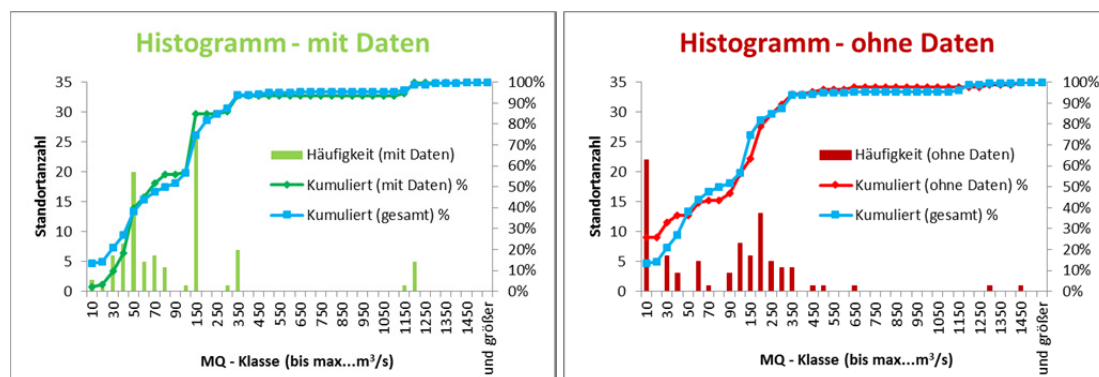 Histogramm - mit Daten
35
30
25
20
15
10
5
0
100%
90%
80%
70%
60%
50%
40%
30%
20%
10%
0%
Standortanzahl
Häufigkeit (mit Daten)
Kumuliert (mit Daten) %
Kumuliert (gesamt) %
10 30 50 70 90 150 250 350 450 550 650 750 850 950 1050 1150 1250 1350 1450 und größer
MQ - Klasse (bis max...m³/s)
Histogramm - ohne Daten
35
30
25
20
15
10
5
0
100%
90%
80%
70%
60%
50%
40%
30%
20%
10%
0%
Standortanzahl
Häufigkeit (ohne Daten)
Kumuliert (ohne Daten) %
Kumuliert (gesamt) %
10 30 50 70 90 150 250 350 450 550 650 750 850 950 1050 1150 1250 1350 1450 und größer
MQ - Klasse (bis max...m³/s)